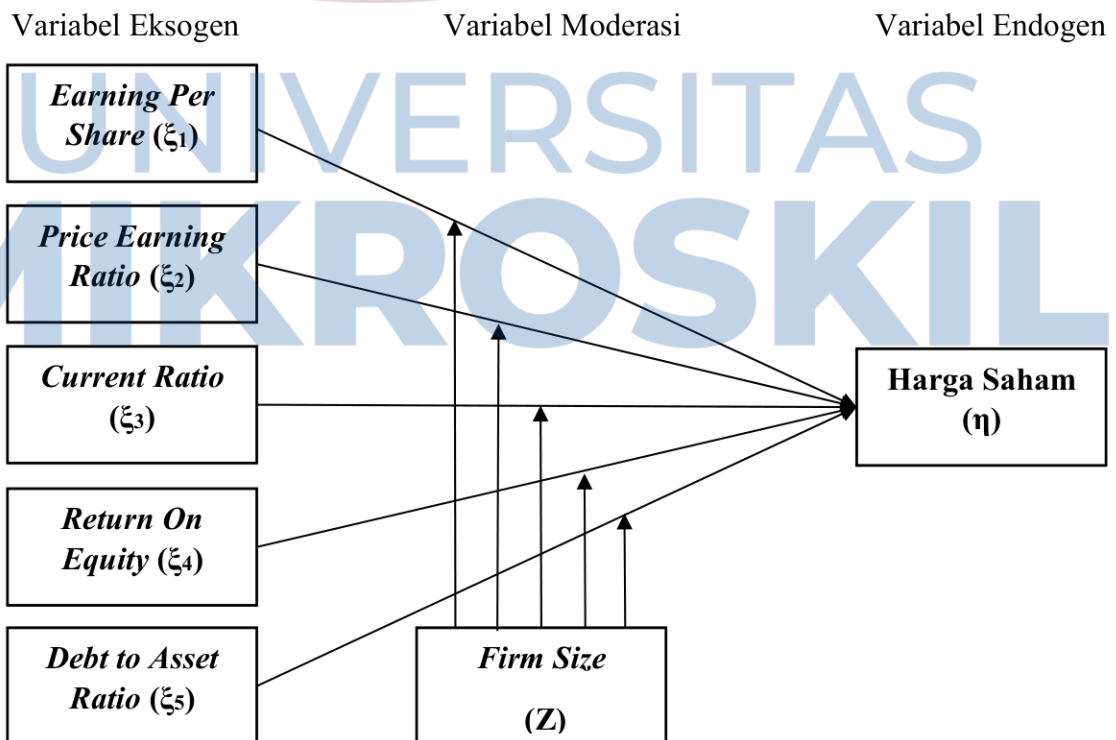 Variabel Eksogen
Variabel Moderasi
Variabel Endogen
UNIVERSITAS
MIKROSKIL
Earning Per
Share (ξ1)
Price Earning
Ratio (ξ2)
Current Ratio
(ξ3)
Return On
Equity (ξ4)
Debt to Asset
Ratio (ξ5)
Firm Size
(Z)
Harga Saham
(η)